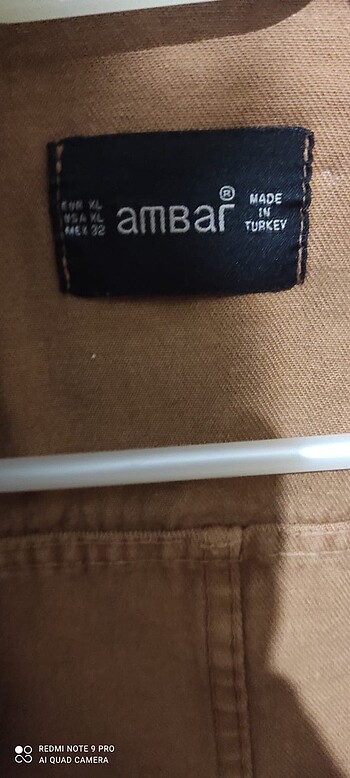 EUR XL
USA XL
MEX 32
amBar®
MADE
IN
TURKEY
REDMI NOTE 9 PRO
AI QUAD CAMERA